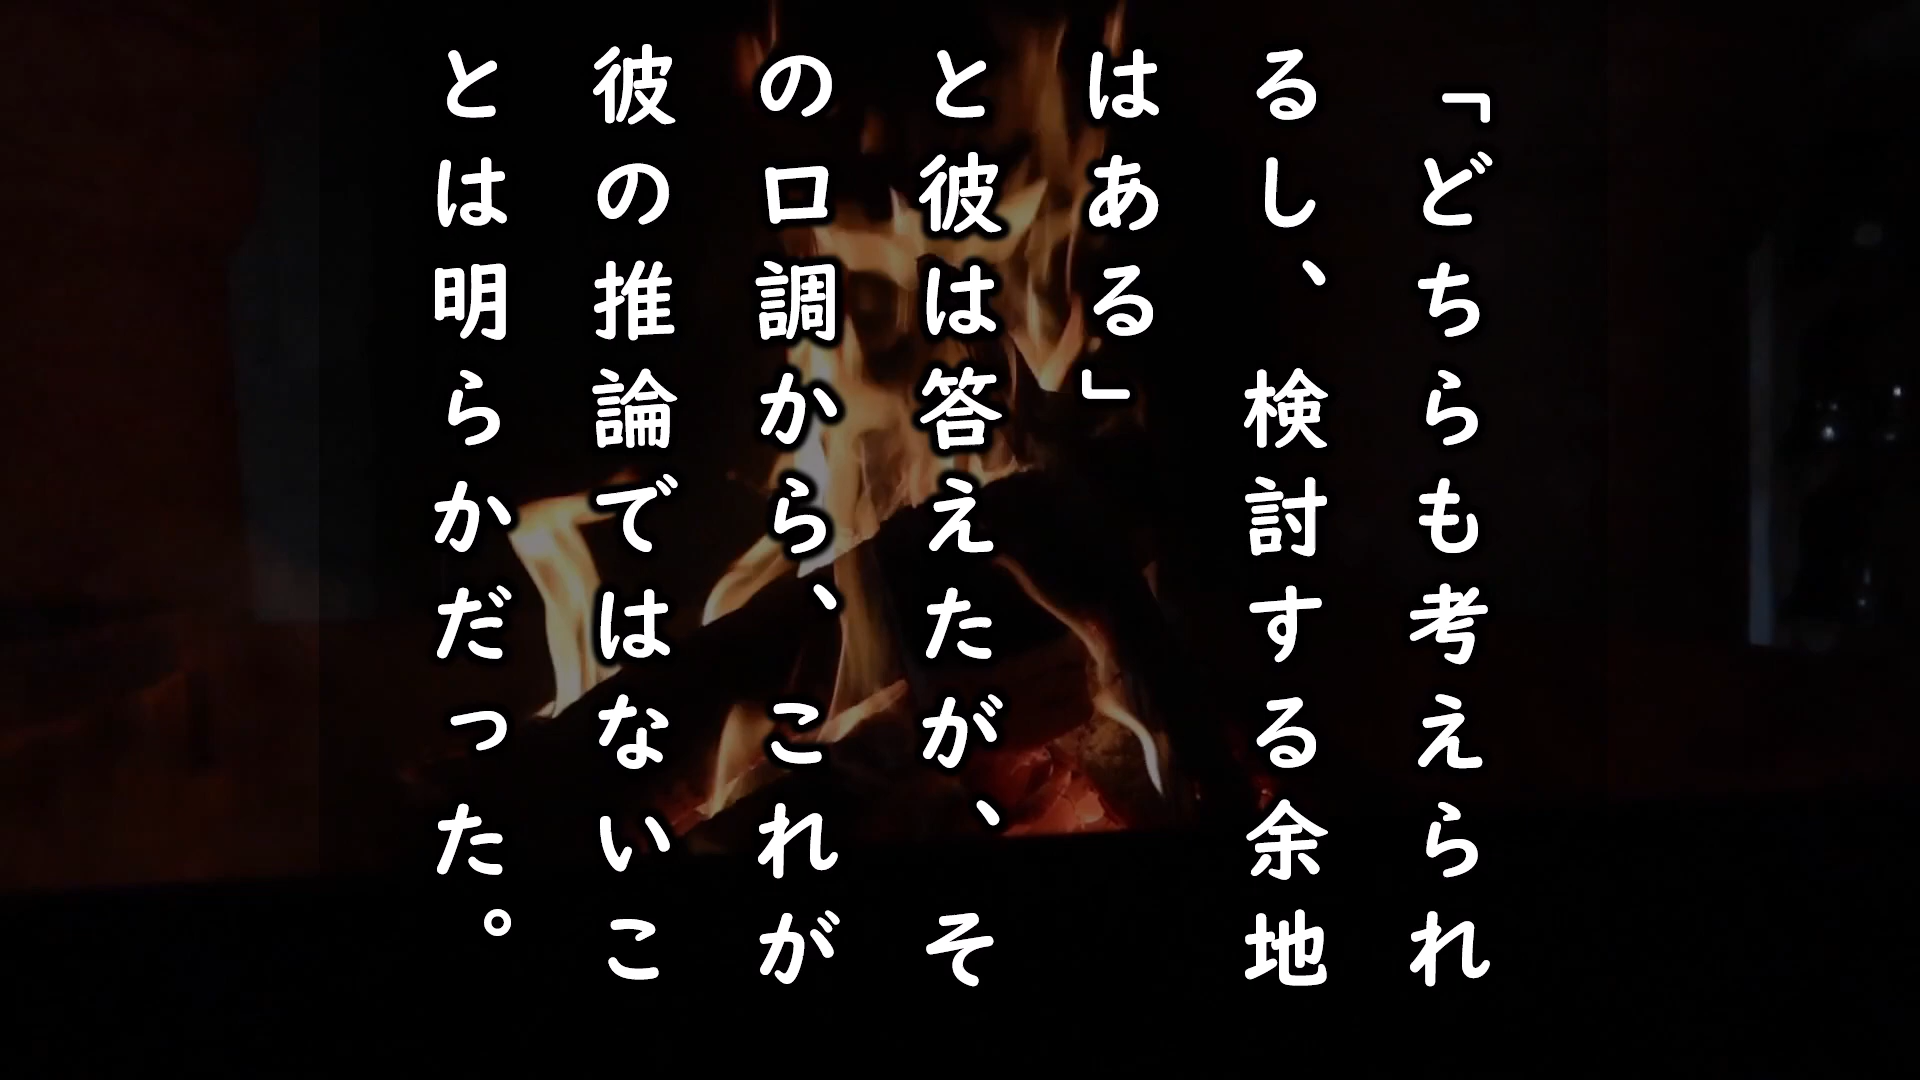 「どちらも考えられ
るし、検討する余地
はある」
と彼は答えたが、そ
の口調から、これが
彼の推論ではないこ
とは明らかだった。